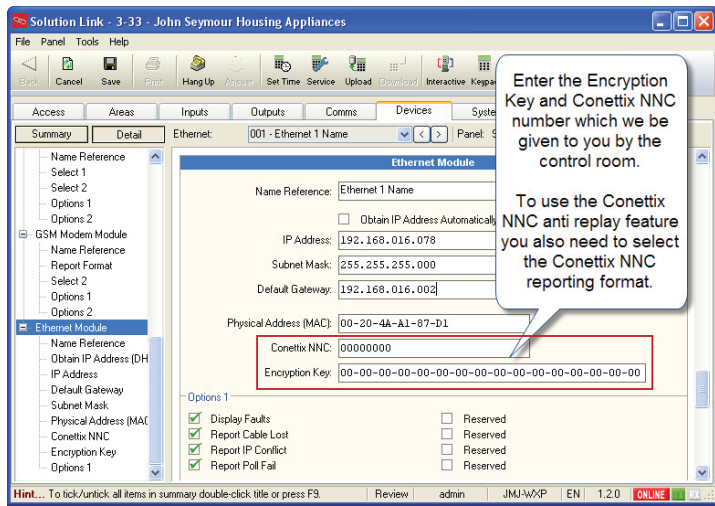 Solution Link - 3-33 - John Seymour Housing Appliances
File Panel Tools Help
Back Cancel Save Print Hang Up Answer Set Time Service Upload Download Interactive
Access Areas Inputs Outputs Comms Devices
Summary Detail Ethernet: 001 - Ethernet 1 Name Panel:
Enter the Encryption
Key and Conettix NNC
number which we be
given to you by the
control room.
To use the Conettix
NNC anti replay feature
you also need to select
the Conettix NNC
reporting format.
Name Reference
Select 1
Select 2
Options 1
Options 2
GSM Modem Module
Name Reference
Report Format
Select 2
Options 1
Options 2
Ethernet Module
Name Reference
Obtain IP Address (DH
IP Address
Default Gateway
Subnet Mask
Physical Address (MAC
Conettix NNC
Encryption Key
Options 1
Ethernet Module
Name Reference: Ethernet 1 Name
Obtain IP Address Automatically
IP Address: 192.168.016.078
Subnet Mask: 255.255.255.000
Default Gateway: 192.168.016.002
Physical Address (MAC): 00-20-4A-A1-87-D1
Conettix NNC: 00000000
Encryption Key: 00-00-00-00-00-00-00-00-00-00-00-00-00-00-00-00
Options 1
Display Faults Reserved
Report Cable Lost Reserved
Report IP Conflict Reserved
Report Poll Fail Reserved
Hint... To tick/untick all items in summary double-click title or press F9. Review admin JMJ-WXP EN 1.2.0 ONLINE RX